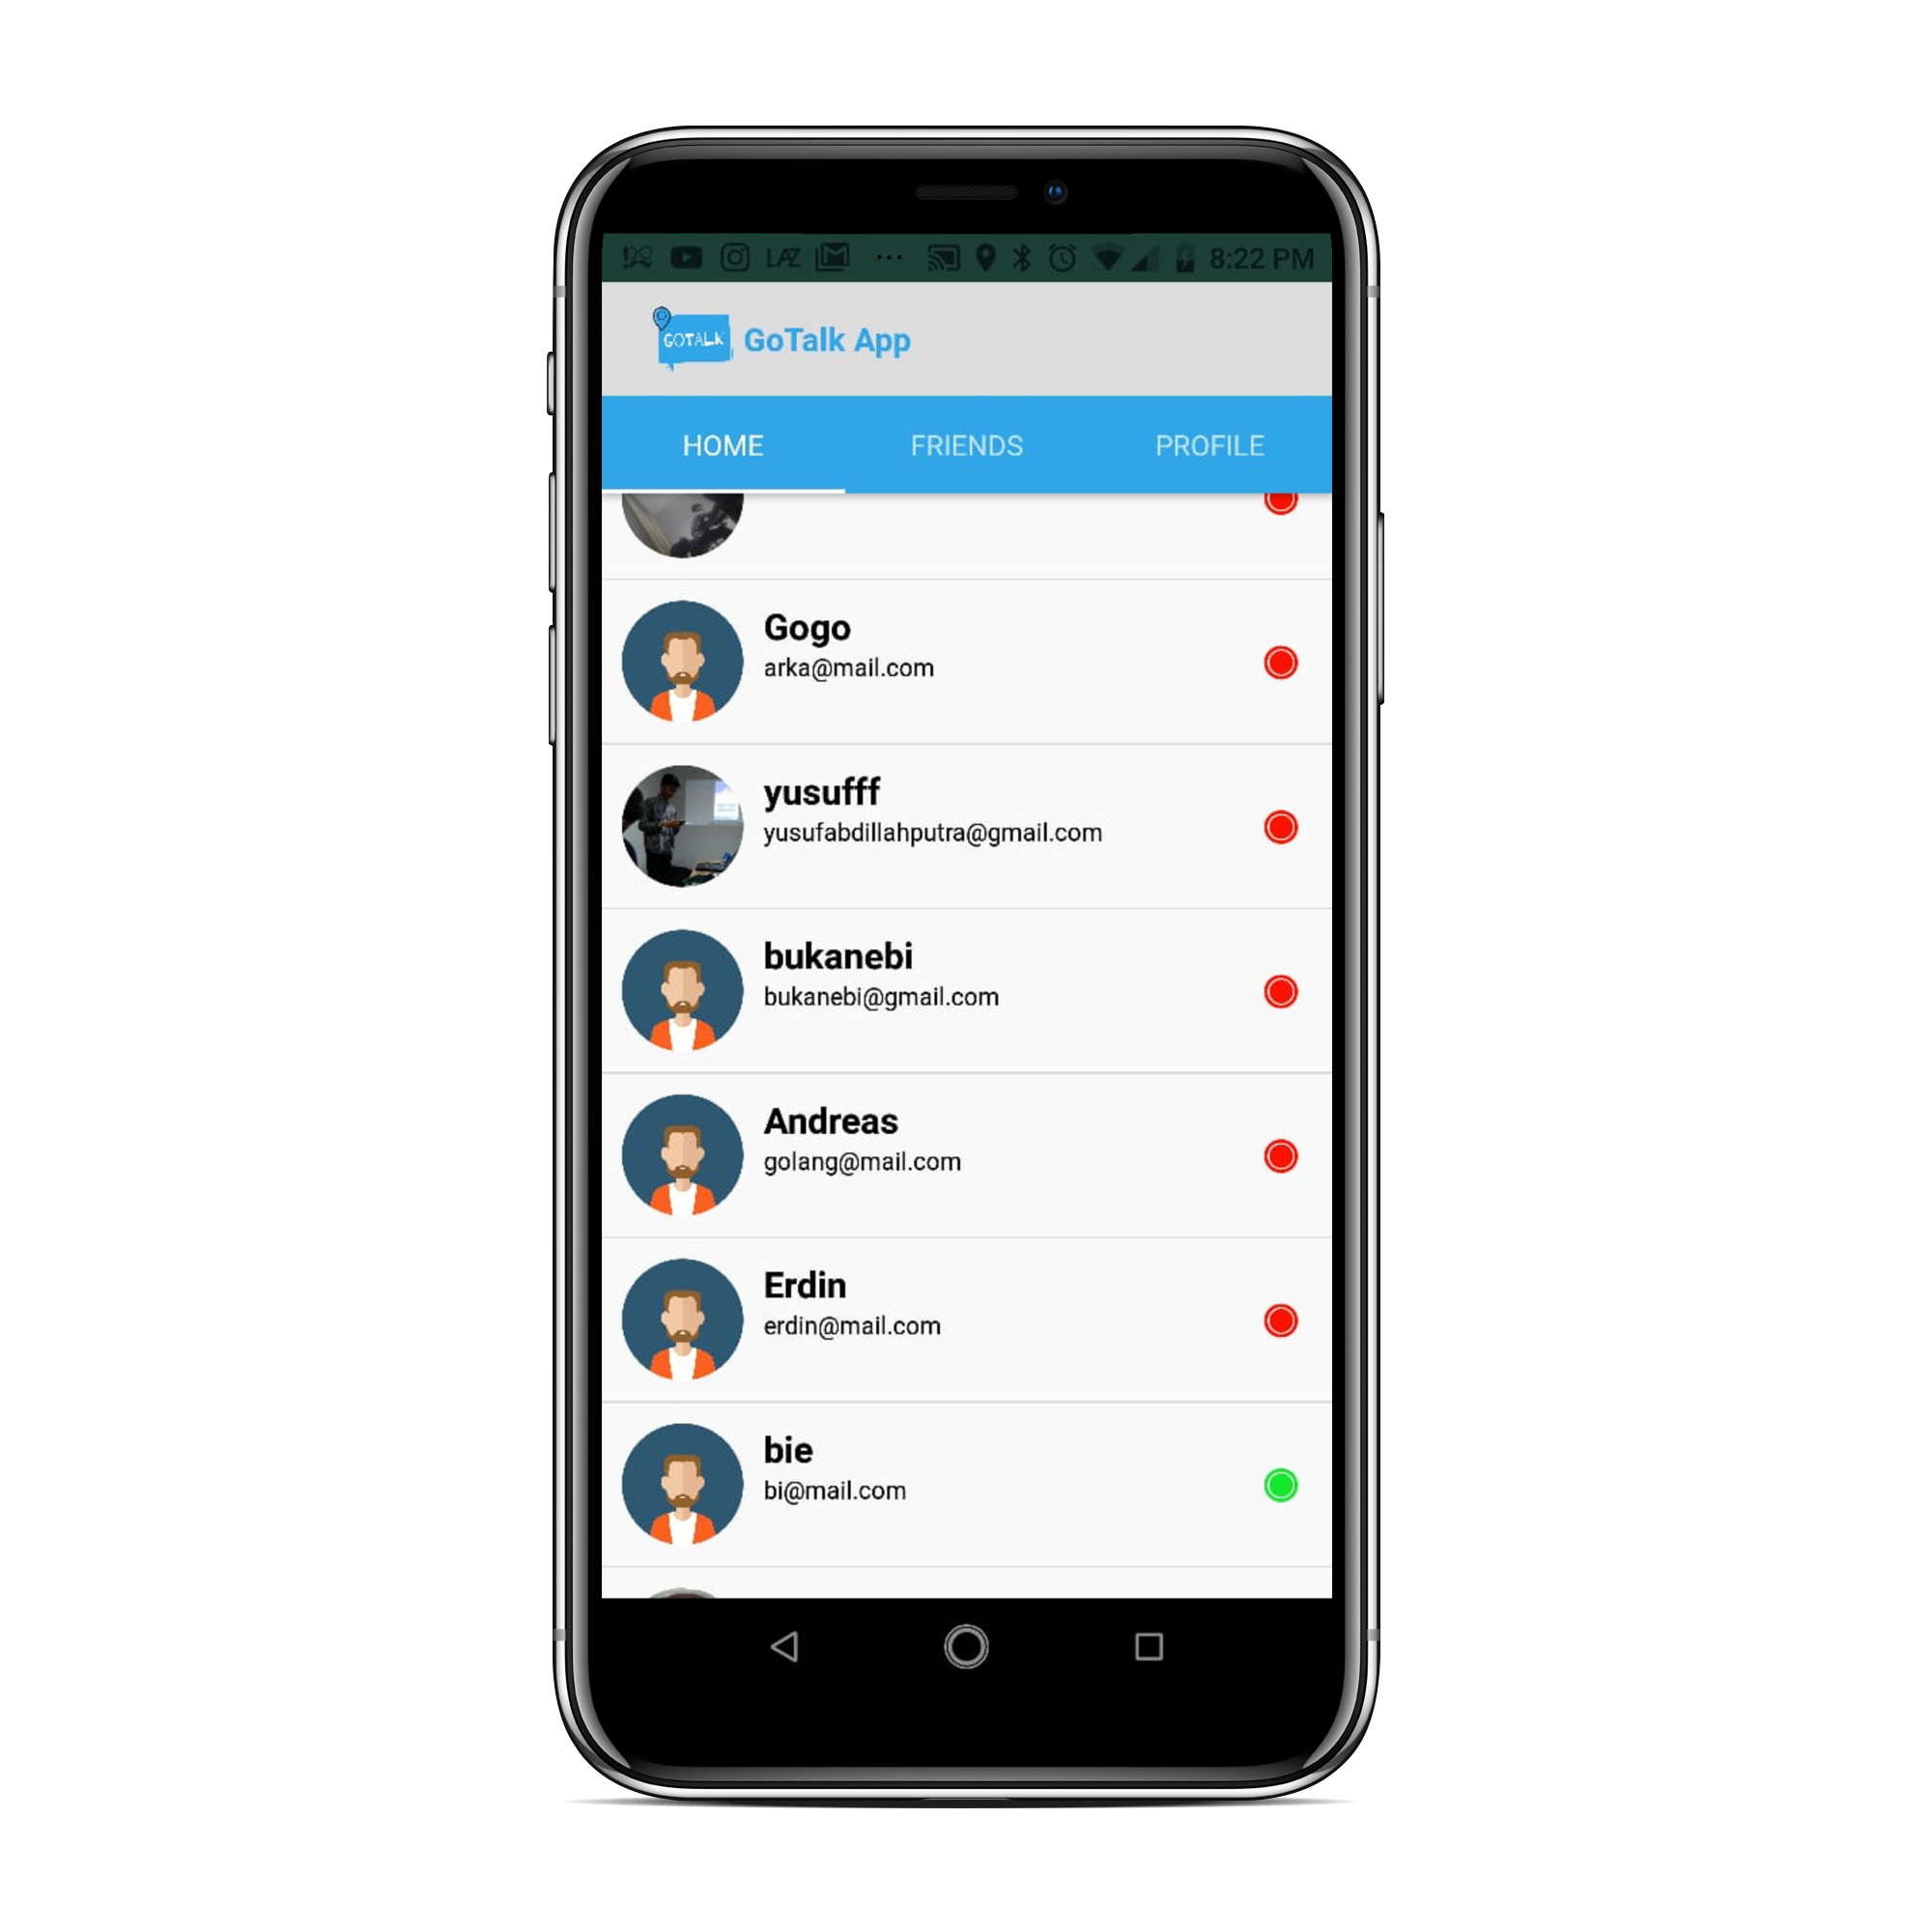 LAZ
8:22 PM
GOTALK
GoTalk App
HOME
FRIENDS
PROFILE
Gogo
arka@mail.com
yusufff
yusufabdillahputra@gmail.com
bukanebi
bukanebi@gmail.com
Andreas
golang@mail.com
Erdin
erdin@mail.com
bie
bi@mail.com